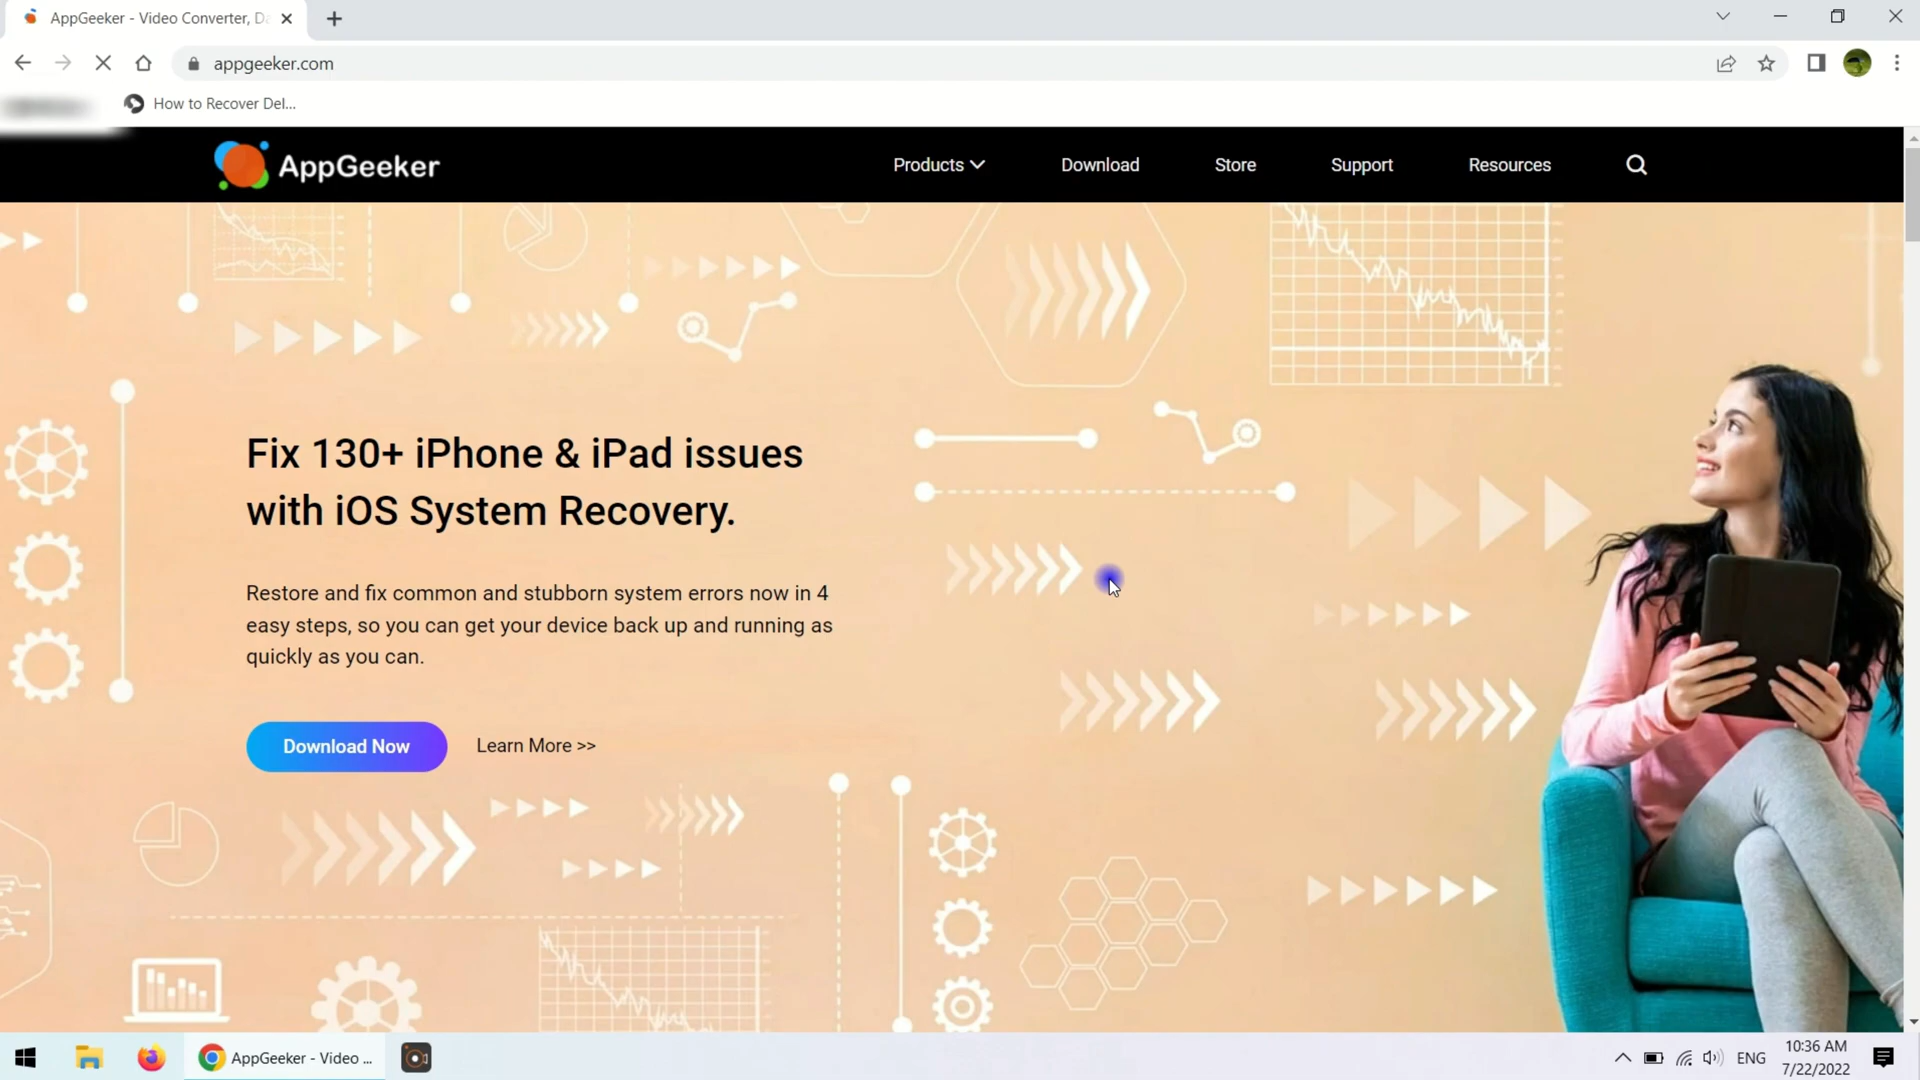 AppGeeker - Video Converter, Da
appgeeker.com
How to Recover Del...
AppGeeker
Products
Download
Store
Support
Resources
Fix 130+ iPhone & iPad issues
with iOS System Recovery.
Restore and fix common and stubborn system errors now in 4
easy steps, so you can get your device back up and running as
quickly as you can.
Download Now
Learn More >>
AppGeeker - Video ...
ENG
10:36 AM
7/22/2022